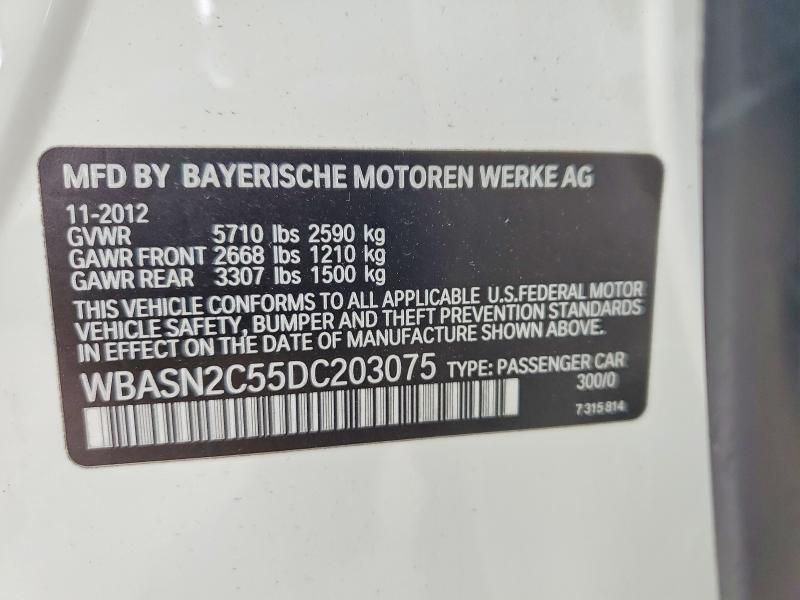 MFD BY BAYERISCHE MOTOREN WERKE AG
11-2012
GVWR 5710 lbs 2590 kg
GAWR FRONT 2668 lbs 1210 kg
GAWR REAR 3307 lbs 1500 kg
THIS VEHICLE CONFORMS TO ALL APPLICABLE U.S.FEDERAL MOTOR
VEHICLE SAFETY, BUMPER AND THEFT PREVENTION STANDARDS
IN EFFECT ON THE DATE OF MANUFACTURE SHOWN ABOVE.
WBASN2C55DC203075 TYPE: PASSENGER CAR
300/0
7 315 814